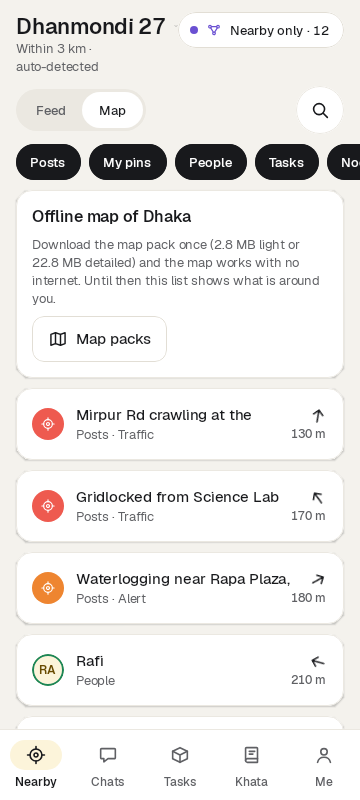 Dhanmondi 27
Nearby only · 12
Within 3 km ·
auto-detected
Feed
Map
Posts
My pins
People
Tasks
Offline map of Dhaka
Download the map pack once (2.8 MB light or
22.8 MB detailed) and the map works with no
internet. Until then this list shows what is around
you.
Map packs
Mirpur Rd crawling at the
Posts · Traffic
130 m
Gridlocked from Science Lab
Posts · Traffic
170 m
Waterlogging near Rapa Plaza,
Posts · Alert
180 m
RA
Rafi
People
210 m
Nearby
Chats
Tasks
Khata
Me